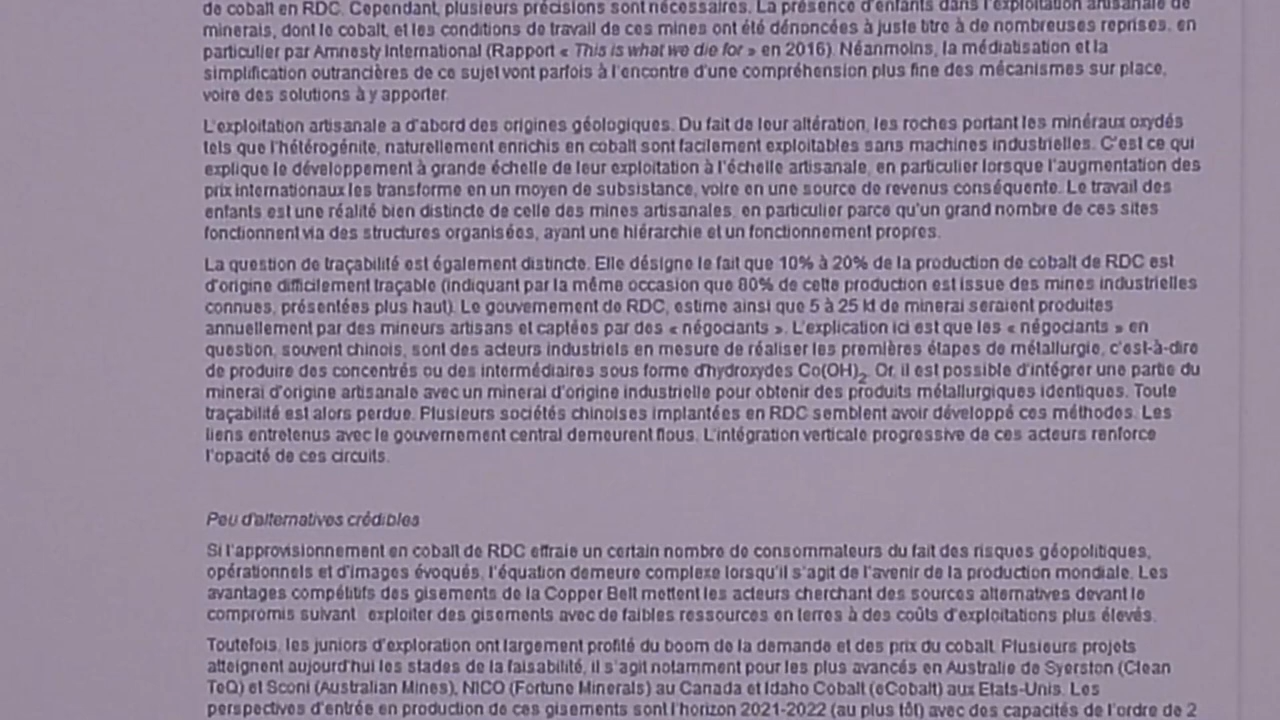 de cobalt en RDC. Cependant, plusieurs précisions sont nécessaires. La présence d'enfants dans l'exploitation artisanale de
minerais, dont le cobalt, et les conditions de travail de ces mines ont été dénoncées à juste titre à de nombreuses reprises, en
particulier par Amnesty International (Rapport « This is what we die for » en 2016). Néanmoins, la médiatisation et la
simplification outrancières de ce sujet vont parfois à l'encontre d'une compréhension plus fine des mécanismes sur place,
voire des solutions à y apporter.
L'exploitation artisanale a d'abord des origines géologiques. Du fait de leur altération, les roches portant les minéraux oxydés
tels que l'hétérogénite, naturellement enrichis en cobalt sont facilement exploitables sans machines industrielles. C'est ce qui
explique le développement à grande échelle de leur exploitation à l'échelle artisanale, en particulier lorsque l'augmentation des
prix internationaux les transforme en un moyen de subsistance, voire en une source de revenus conséquente. Le travail des
enfants est une réalité bien distincte de celle des mines artisanales, en particulier parce qu'un grand nombre de ces sites
fonctionnent via des structures organisées, ayant une hiérarchie et un fonctionnement propres.
La question de traçabilité est également distincte. Elle désigne le fait que 10% à 20% de la production de cobalt de RDC est
d'origine difficilement traçable (indiquant par la même occasion que 80% de cette production est issue des mines industrielles
connues, présentées plus haut). Le gouvernement de RDC, estime ainsi que 5 à 25 kt de minerai seraient produites
annuellement par des mineurs artisans et captées par des « négociants ». L'explication ici est que les « négociants » en
question, souvent chinois, sont des acteurs industriels en mesure de réaliser les premières étapes de métallurgie, c'est-à-dire
de produire des concentrés ou des intermédiaires sous forme d'hydroxydes Co(OH)2. Or, il est possible d'intégrer une partie du
minerai d'origine artisanale avec un minerai d'origine industrielle pour obtenir des produits métallurgiques identiques. Toute
traçabilité est alors perdue. Plusieurs sociétés chinoises implantées en RDC semblent avoir développé ces méthodes. Les
liens entretenus avec le gouvernement central demeurent flous. L'intégration verticale progressive de ces acteurs renforce
l'opacité de ces circuits.
Peu d'alternatives crédibles
Si l'approvisionnement en cobalt de RDC effraie un certain nombre de consommateurs du fait des risques géopolitiques,
opérationnels et d'images évoqués, l'équation demeure complexe lorsqu'il s'agit de l'avenir de la production mondiale. Les
avantages compétitifs des gisements de la Copper Belt mettent les acteurs cherchant des sources alternatives devant le
compromis suivant : exploiter des gisements avec de faibles ressources en terres à des coûts d'exploitations plus élevés.
Toutefois, les juniors d'exploration ont largement profité du boom de la demande et des prix du cobalt. Plusieurs projets
atteignent aujourd'hui les stades de la faisabilité, il s'agit notamment pour les plus avancés en Australie de Syerston (Clean
TeQ) et Sconi (Australian Mines), NICO (Fortune Minerals) au Canada et Idaho Cobalt (eCobalt) aux Etats-Unis. Les
perspectives d'entrée en production de ces gisements sont l'horizon 2021-2022 (au plus tôt) avec des capacités de l'ordre de 2